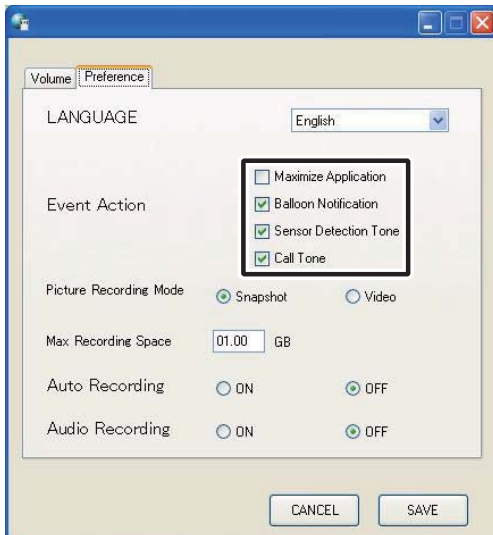 Volume Preference
LANGUAGE English
Maximize Application
Event Action Balloon Notification
Sensor Detection Tone
Call Tone
Picture Recording Mode Snapshot Video
Max Recording Space 01.00 GB
Auto Recording ON OFF
Audio Recording ON OFF
CANCEL SAVE